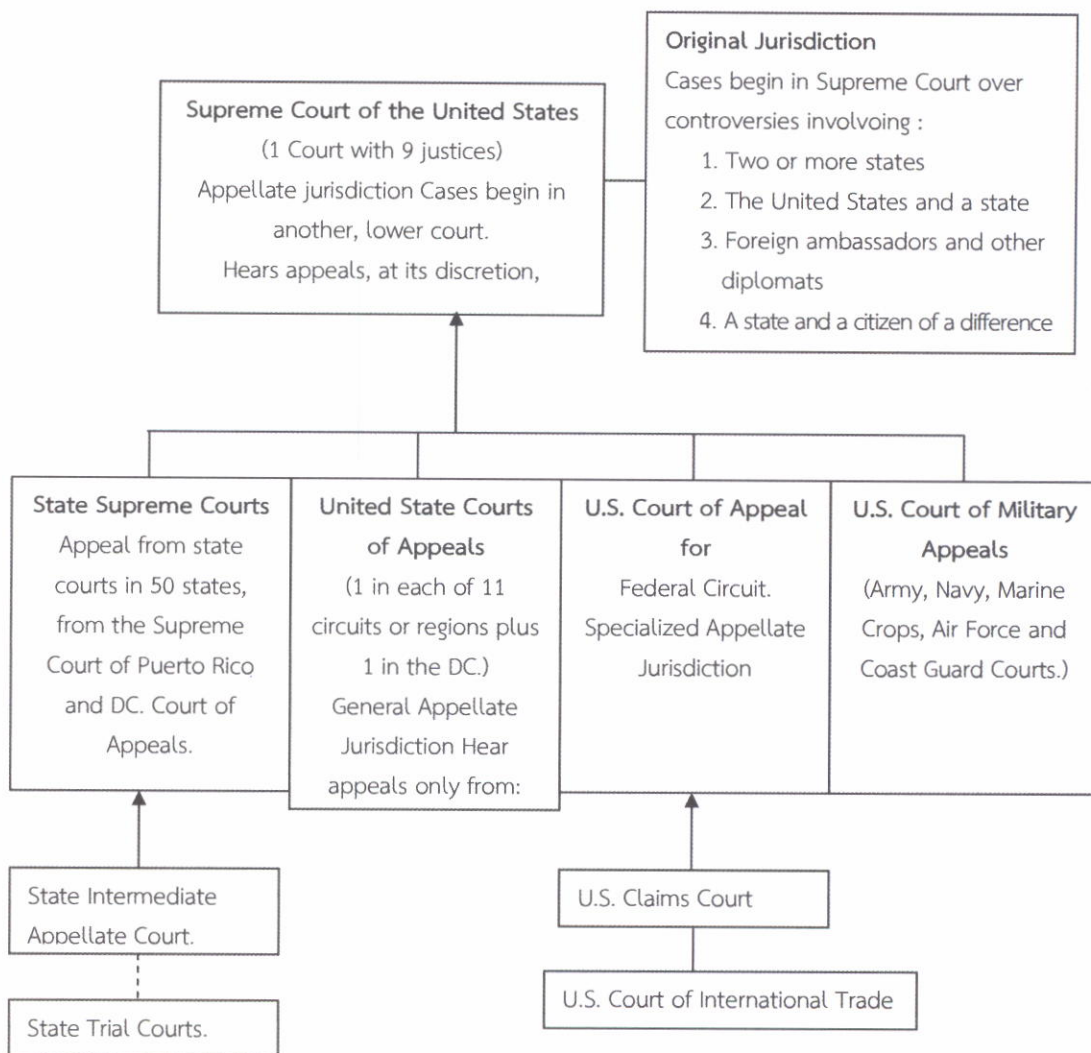 Supreme Court of the United States
(1 Court with 9 justices)
Appellate jurisdiction Cases begin in
another, lower court.
Hears appeals, at its discretion,
Original Jurisdiction
Cases begin in Supreme Court over
controversies involvoing :
1. Two or more states
2. The United States and a state
3. Foreign ambassadors and other
diplomats
4. A state and a citizen of a difference
State Supreme Courts
Appeal from state
courts in 50 states,
from the Supreme
Court of Puerto Rico
and DC. Court of
Appeals.
United State Courts
of Appeals
(1 in each of 11
circuits or regions plus
1 in the DC.)
General Appellate
Jurisdiction Hear
appeals only from:
U.S. Court of Appeal
for
Federal Circuit.
Specialized Appellate
Jurisdiction
U.S. Court of Military
Appeals
(Army, Navy, Marine
Crops, Air Force and
Coast Guard Courts.)
State Intermediate
Appellate Court.
State Trial Courts.
U.S. Claims Court
U.S. Court of International Trade